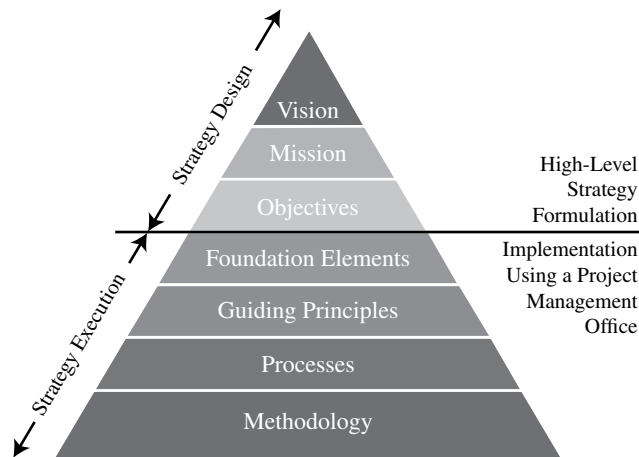 Strategy Design
Vision
Mission
Objectives
High-Level
Strategy
Formulation
Strategy Execution
Foundation Elements
Guiding Principles
Processes
Methodology
Implementation
Using a Project
Management
Office